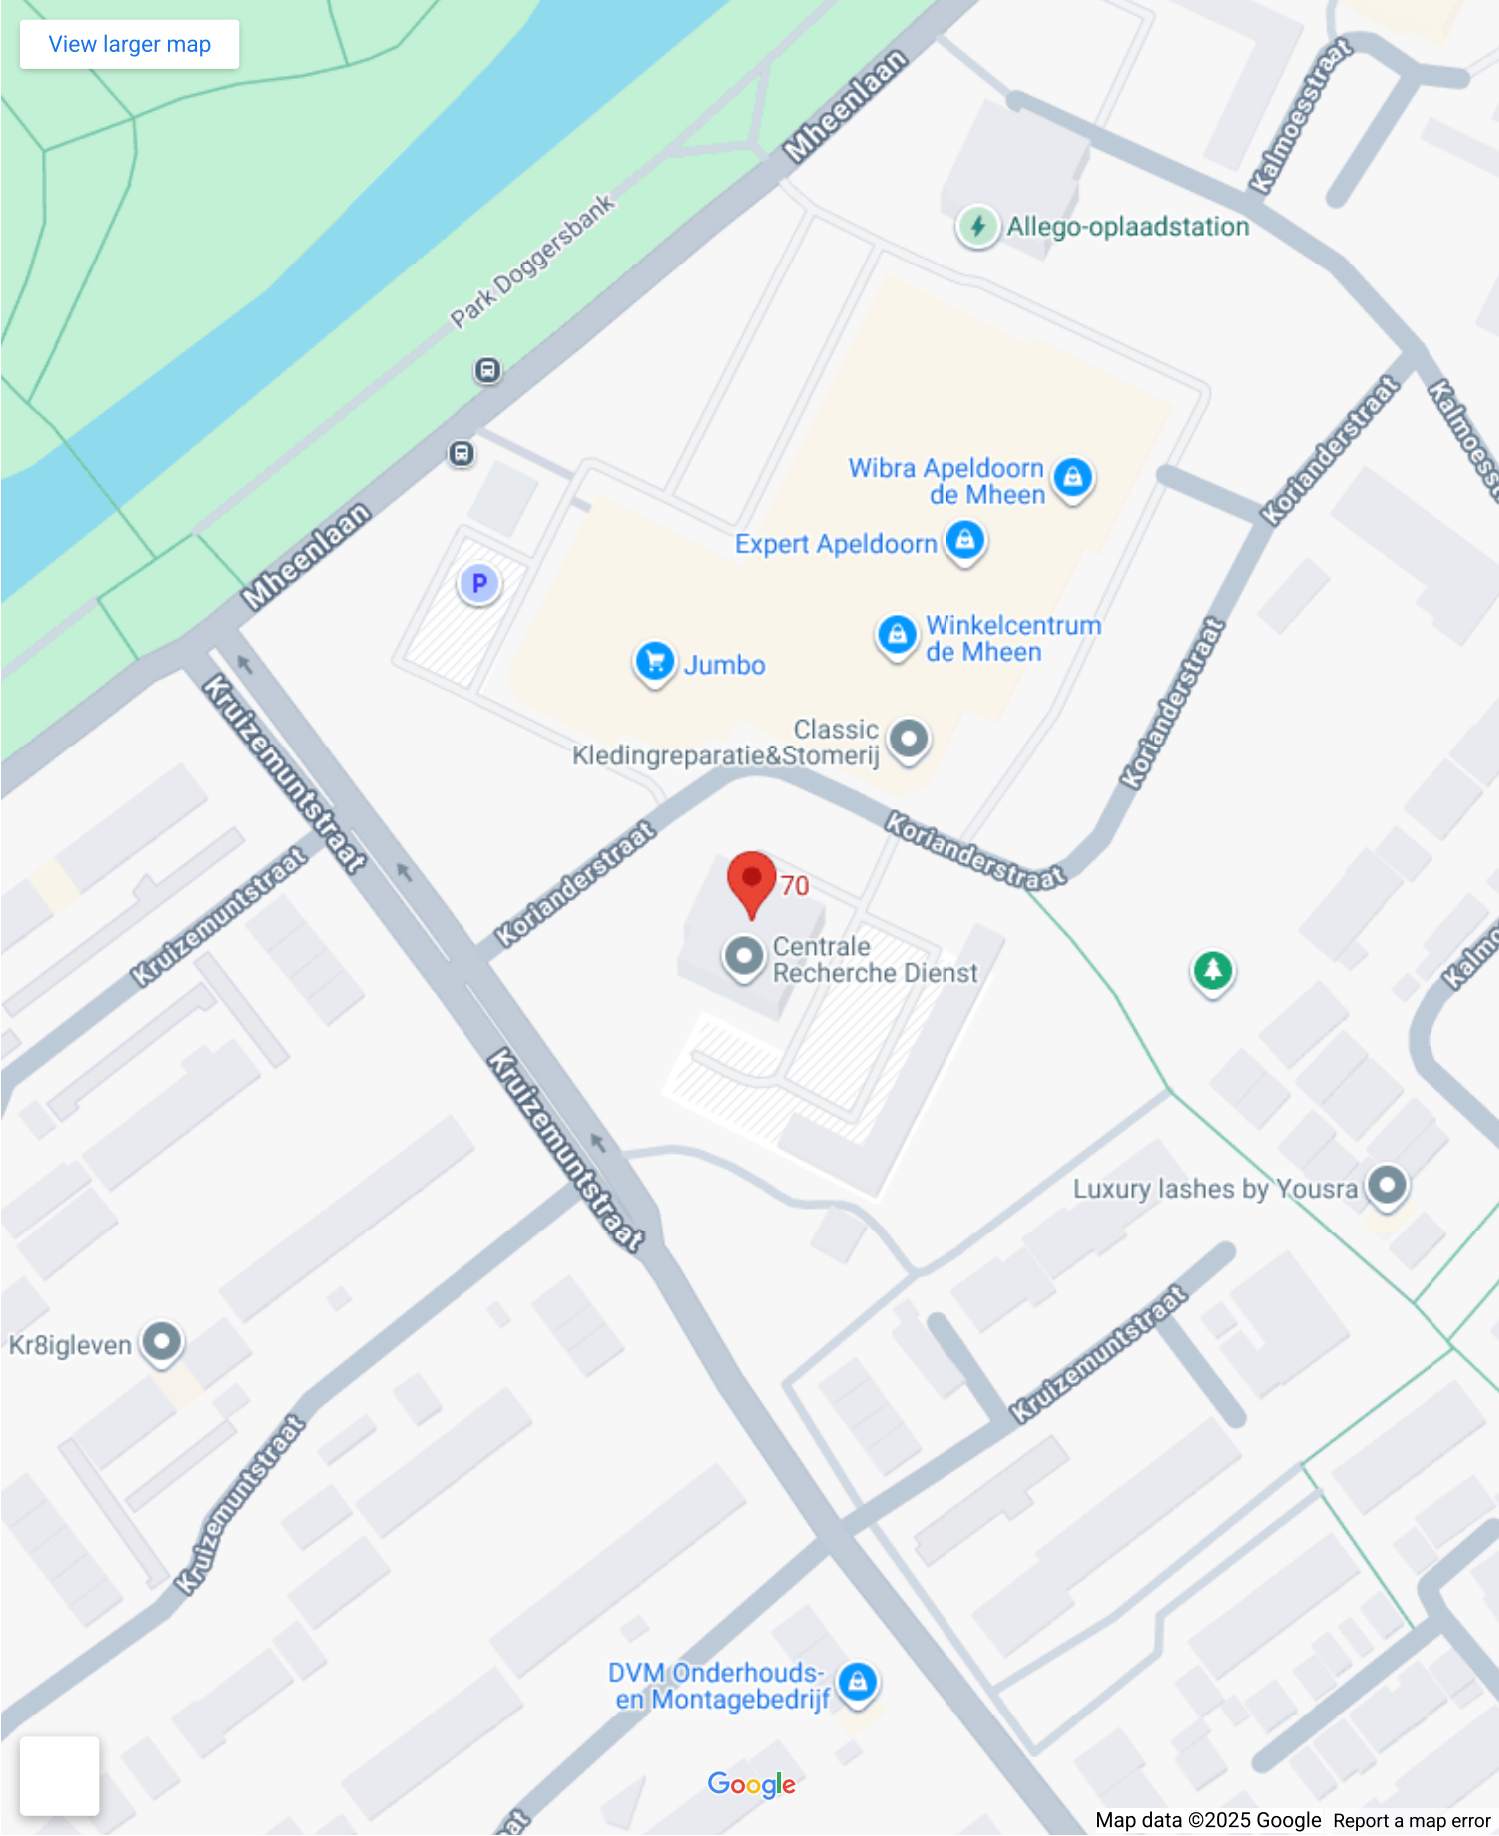 View larger map
Mheenlaan
Kalmoesstraat
Allego-oplaadstation
Park Doggersbank
Kalmoesst
Korianderstraat
Wibra Apeldoorn
de Mheen
Expert Apeldoorn
Mheenlaan
P
Winkelcentrum
de Mheen
Jumbo
Korianderstraat
Classic
Kledingreparatie&Stomerij
Kruizemuntstraat
Korianderstraat
Korianderstraat
70
Kruizemuntstraat
Centrale
Recherche Dienst
Kalmo
Kruizemuntstraat
Luxury lashes by Yousra
Kr8igleven
Kruizemuntstraat
Kruizemuntstraat
DVM Onderhouds-
en Montagebedrijf
Google
at
Map data ©2025 Google
Report a map error